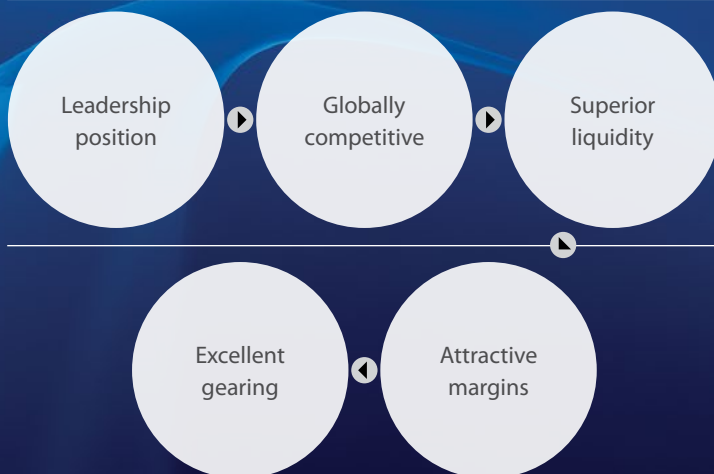 Leadership
position
Globally
competitive
Superior
liquidity
Attractive
margins
Excellent
gearing